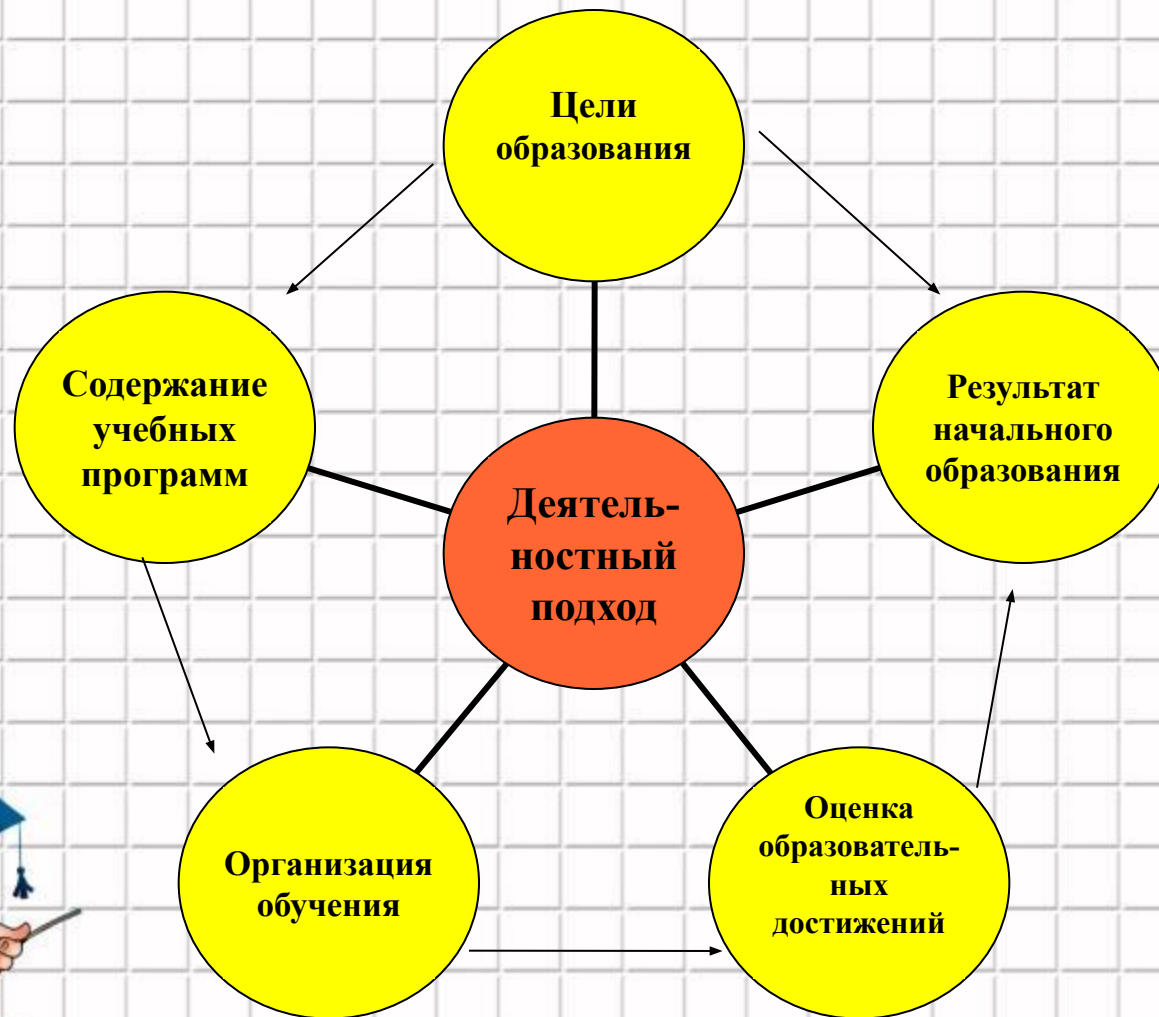 Цели
образования
Содержание
учебных
программ
Результат
начального
образования
Деятель-
ностный
подход
Организация
обучения
Оценка
образователь-
ных
достижений